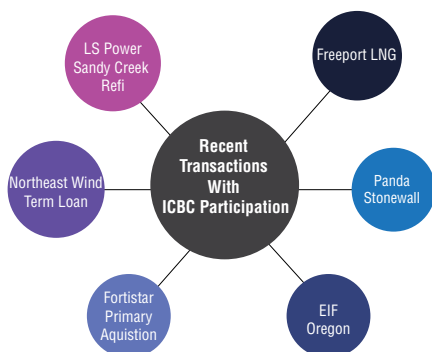 LS Power
Sandy Creek
Refi
Freeport LNG
Recent
Transactions
With
ICBC Participation
Northeast Wind
Term Loan
Panda
Stonewall
Fortistar
Primary
Aquistion
EIF
Oregon